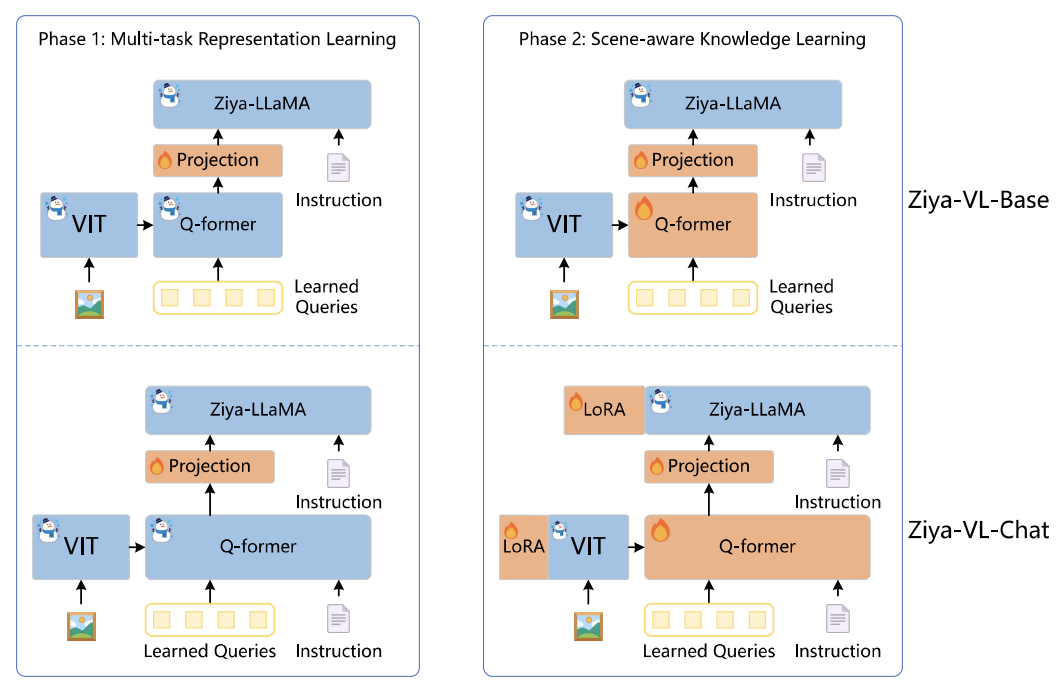 Phase 1: Multi-task Representation Learning
Ziya-LLaMA
Projection
Instruction
VIT
Q-former
Learned
Queries
Phase 2: Scene-aware Knowledge Learning
Ziya-LLaMA
Projection
Instruction
VIT
Q-former
Learned
Queries
Ziya-VL-Base
Ziya-LLaMA
Projection
Instruction
VIT
Q-former
Learned Queries
Instruction
LoRA
Ziya-LLaMA
Projection
Instruction
LoRA
VIT
Q-former
Learned Queries
Instruction
Ziya-VL-Chat